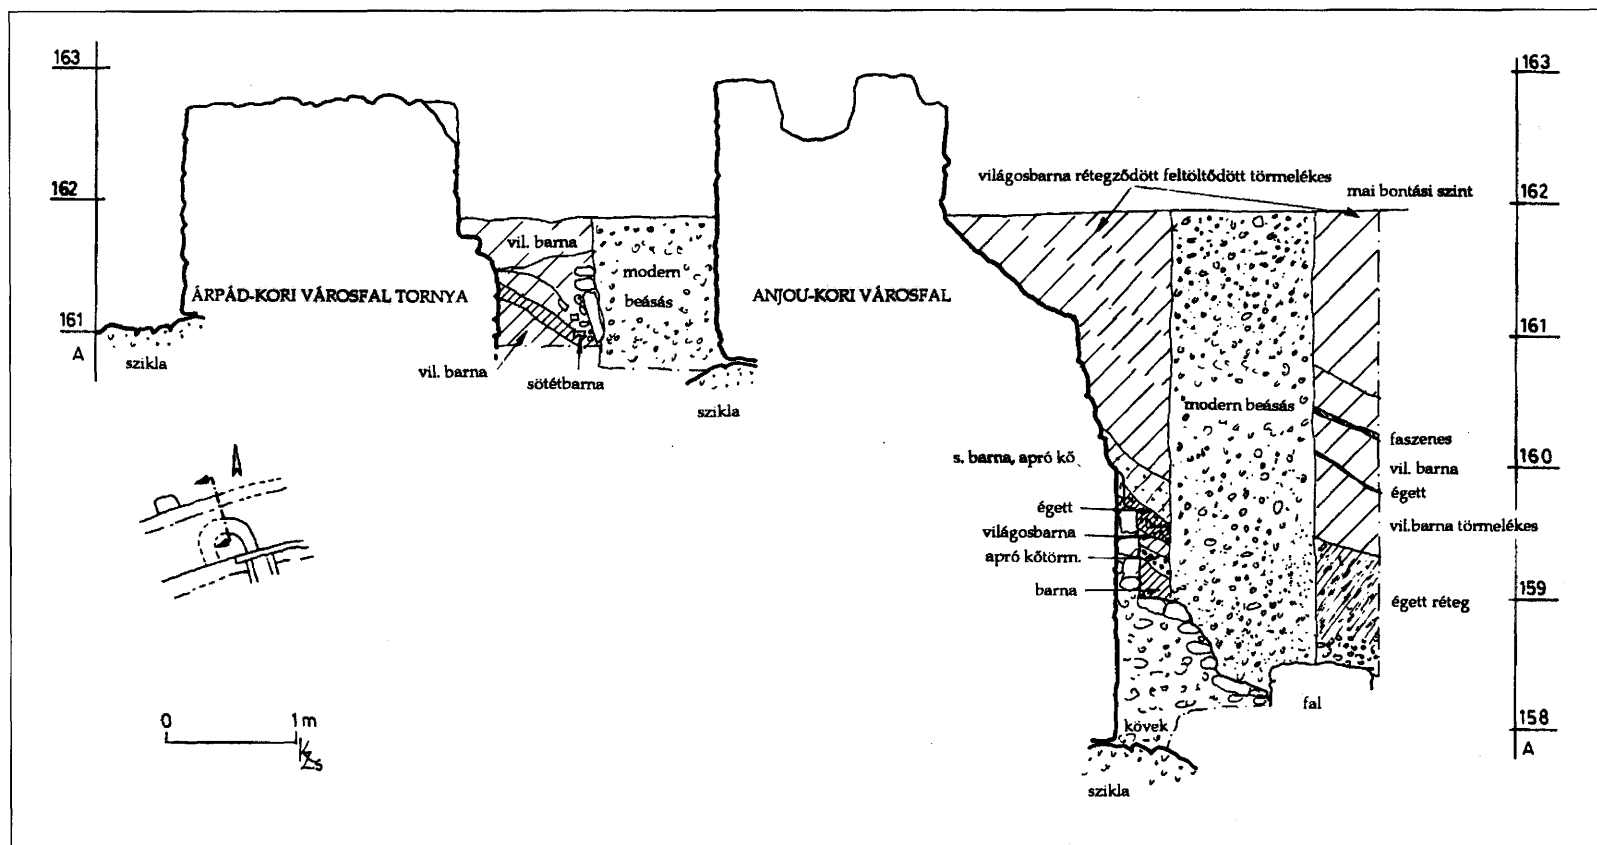 163
162
161
A
szikla
ÁRPÁD-KORI VÁROSFAL TORNYA
vil. barna
modern
beásás
vil. barna
sötétbarna
szikla
ANJOU-KORI VÁROSFAL
világosbarna rétegződött feltöltődött törmelékes
mai bontási szint
modern beásás
s. barna, apró kő
égett
világosbarna
apró kőtörm.
barna
kövek
szikla
fal
faszenes
vil. barna
égett
vil.barna törmelékes
égett réteg
163
162
161
160
159
158
A
0 1 m